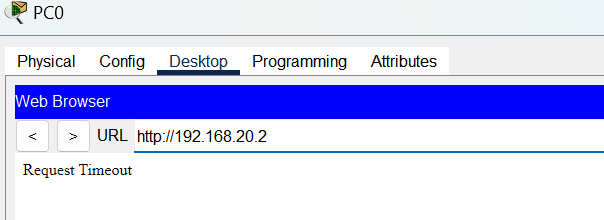 PC0
Physical Config Desktop Programming Attributes
Web Browser
< > URL http://192.168.20.2
Request Timeout